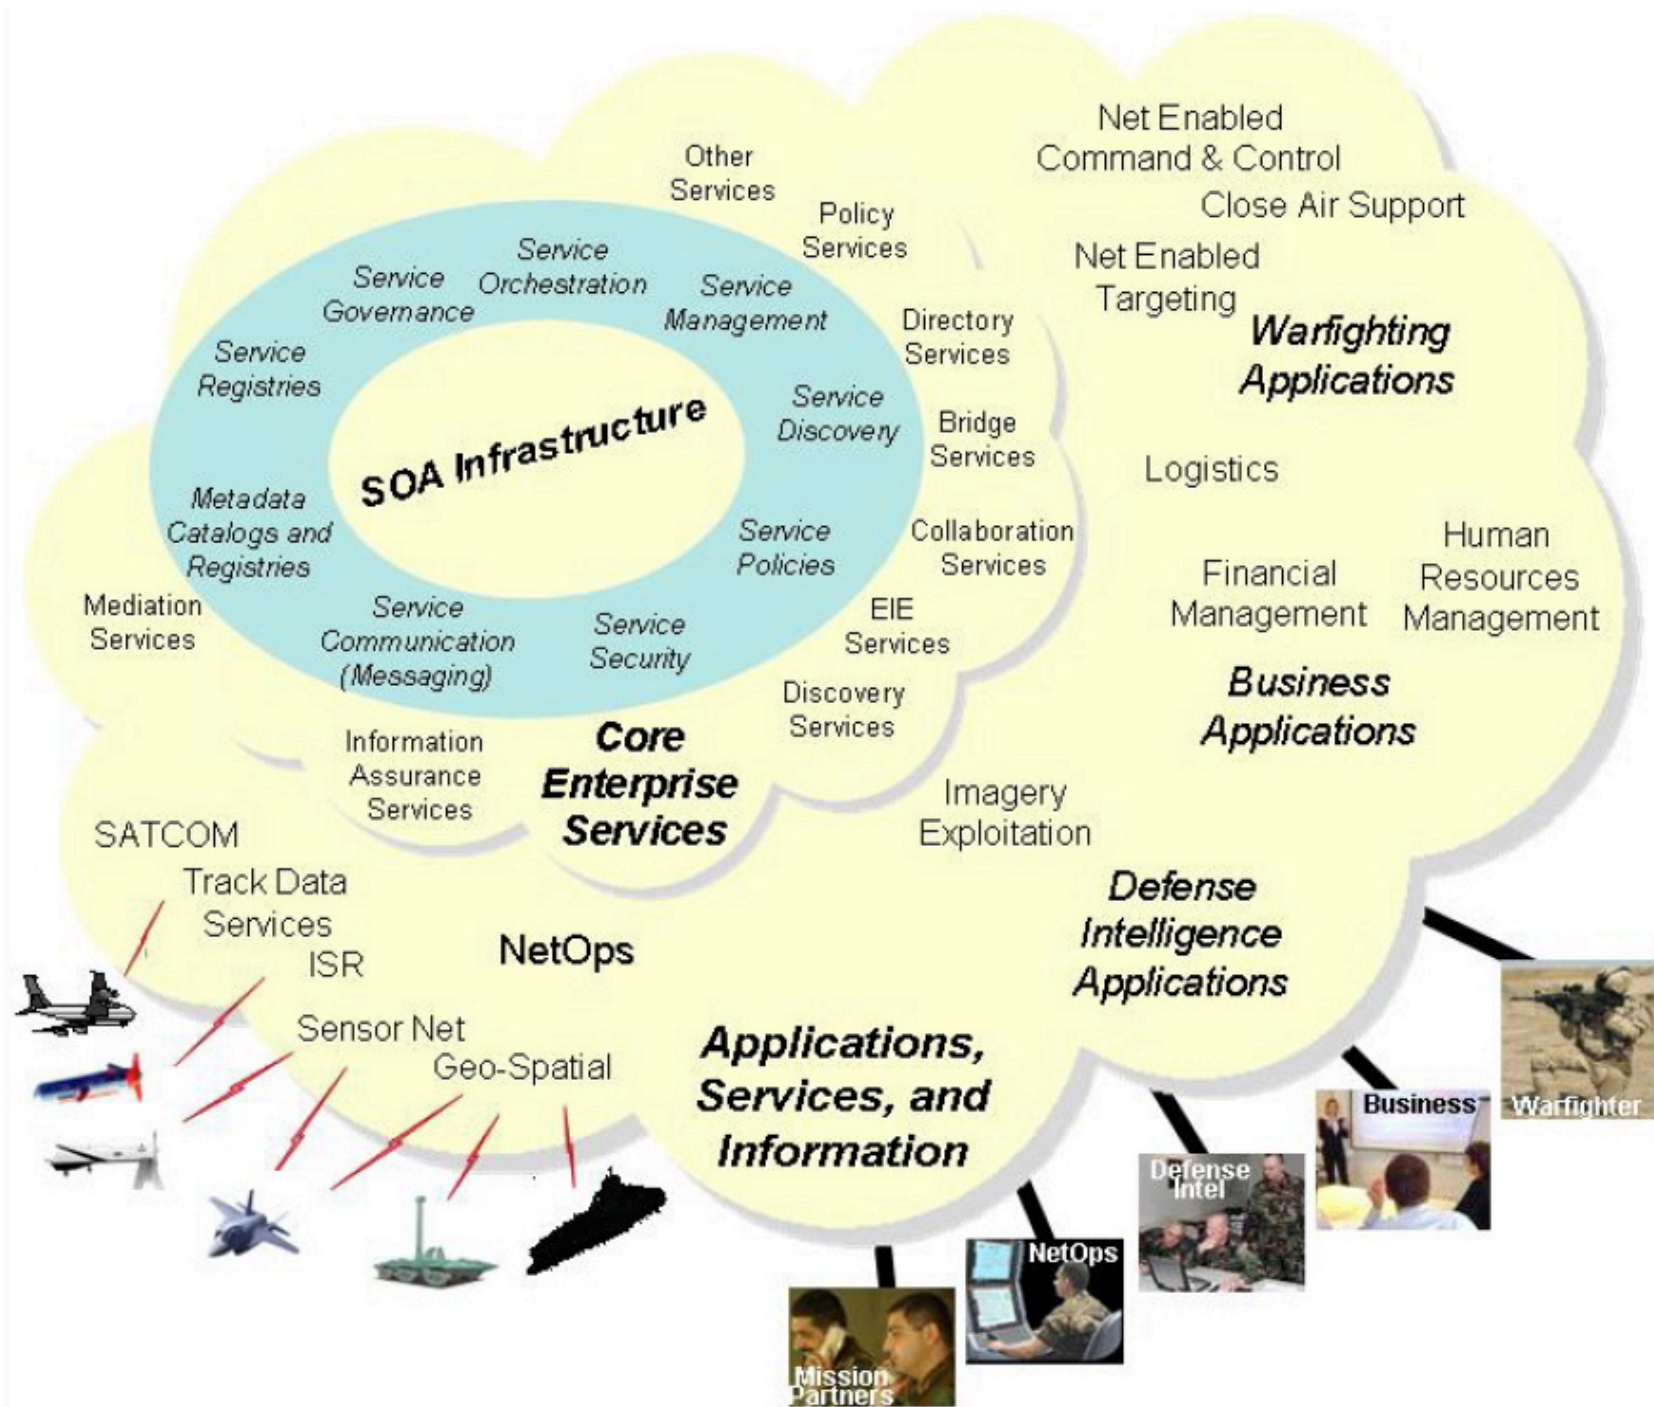 Net Enabled
Command & Control
Close Air Support
Net Enabled
Targeting
Warfighting
Applications
Logistics
Human
Resources
Management
Financial
Management
Business
Applications
Imagery
Exploitation
Defense
Intelligence
Applications
Other
Services
Policy
Services
Directory
Services
Bridge
Services
Collaboration
Services
EIE
Services
Discovery
Services
Core
Enterprise
Services
Information
Assurance
Services
Mediation
Services
Service
Orchestration
Service
Governance
Service
Management
Service
Registries
Service
Discovery
SOA Infrastructure
Metadata
Catalogs and
Registries
Service
Policies
Service
Communication
(Messaging)
Service
Security
SATCOM
Track Data
Services
ISR
NetOps
Sensor Net
Geo-Spatial
Applications,
Services, and
Information
Warfighter
Business
Defense
Intel
NetOps
Mission
Partners